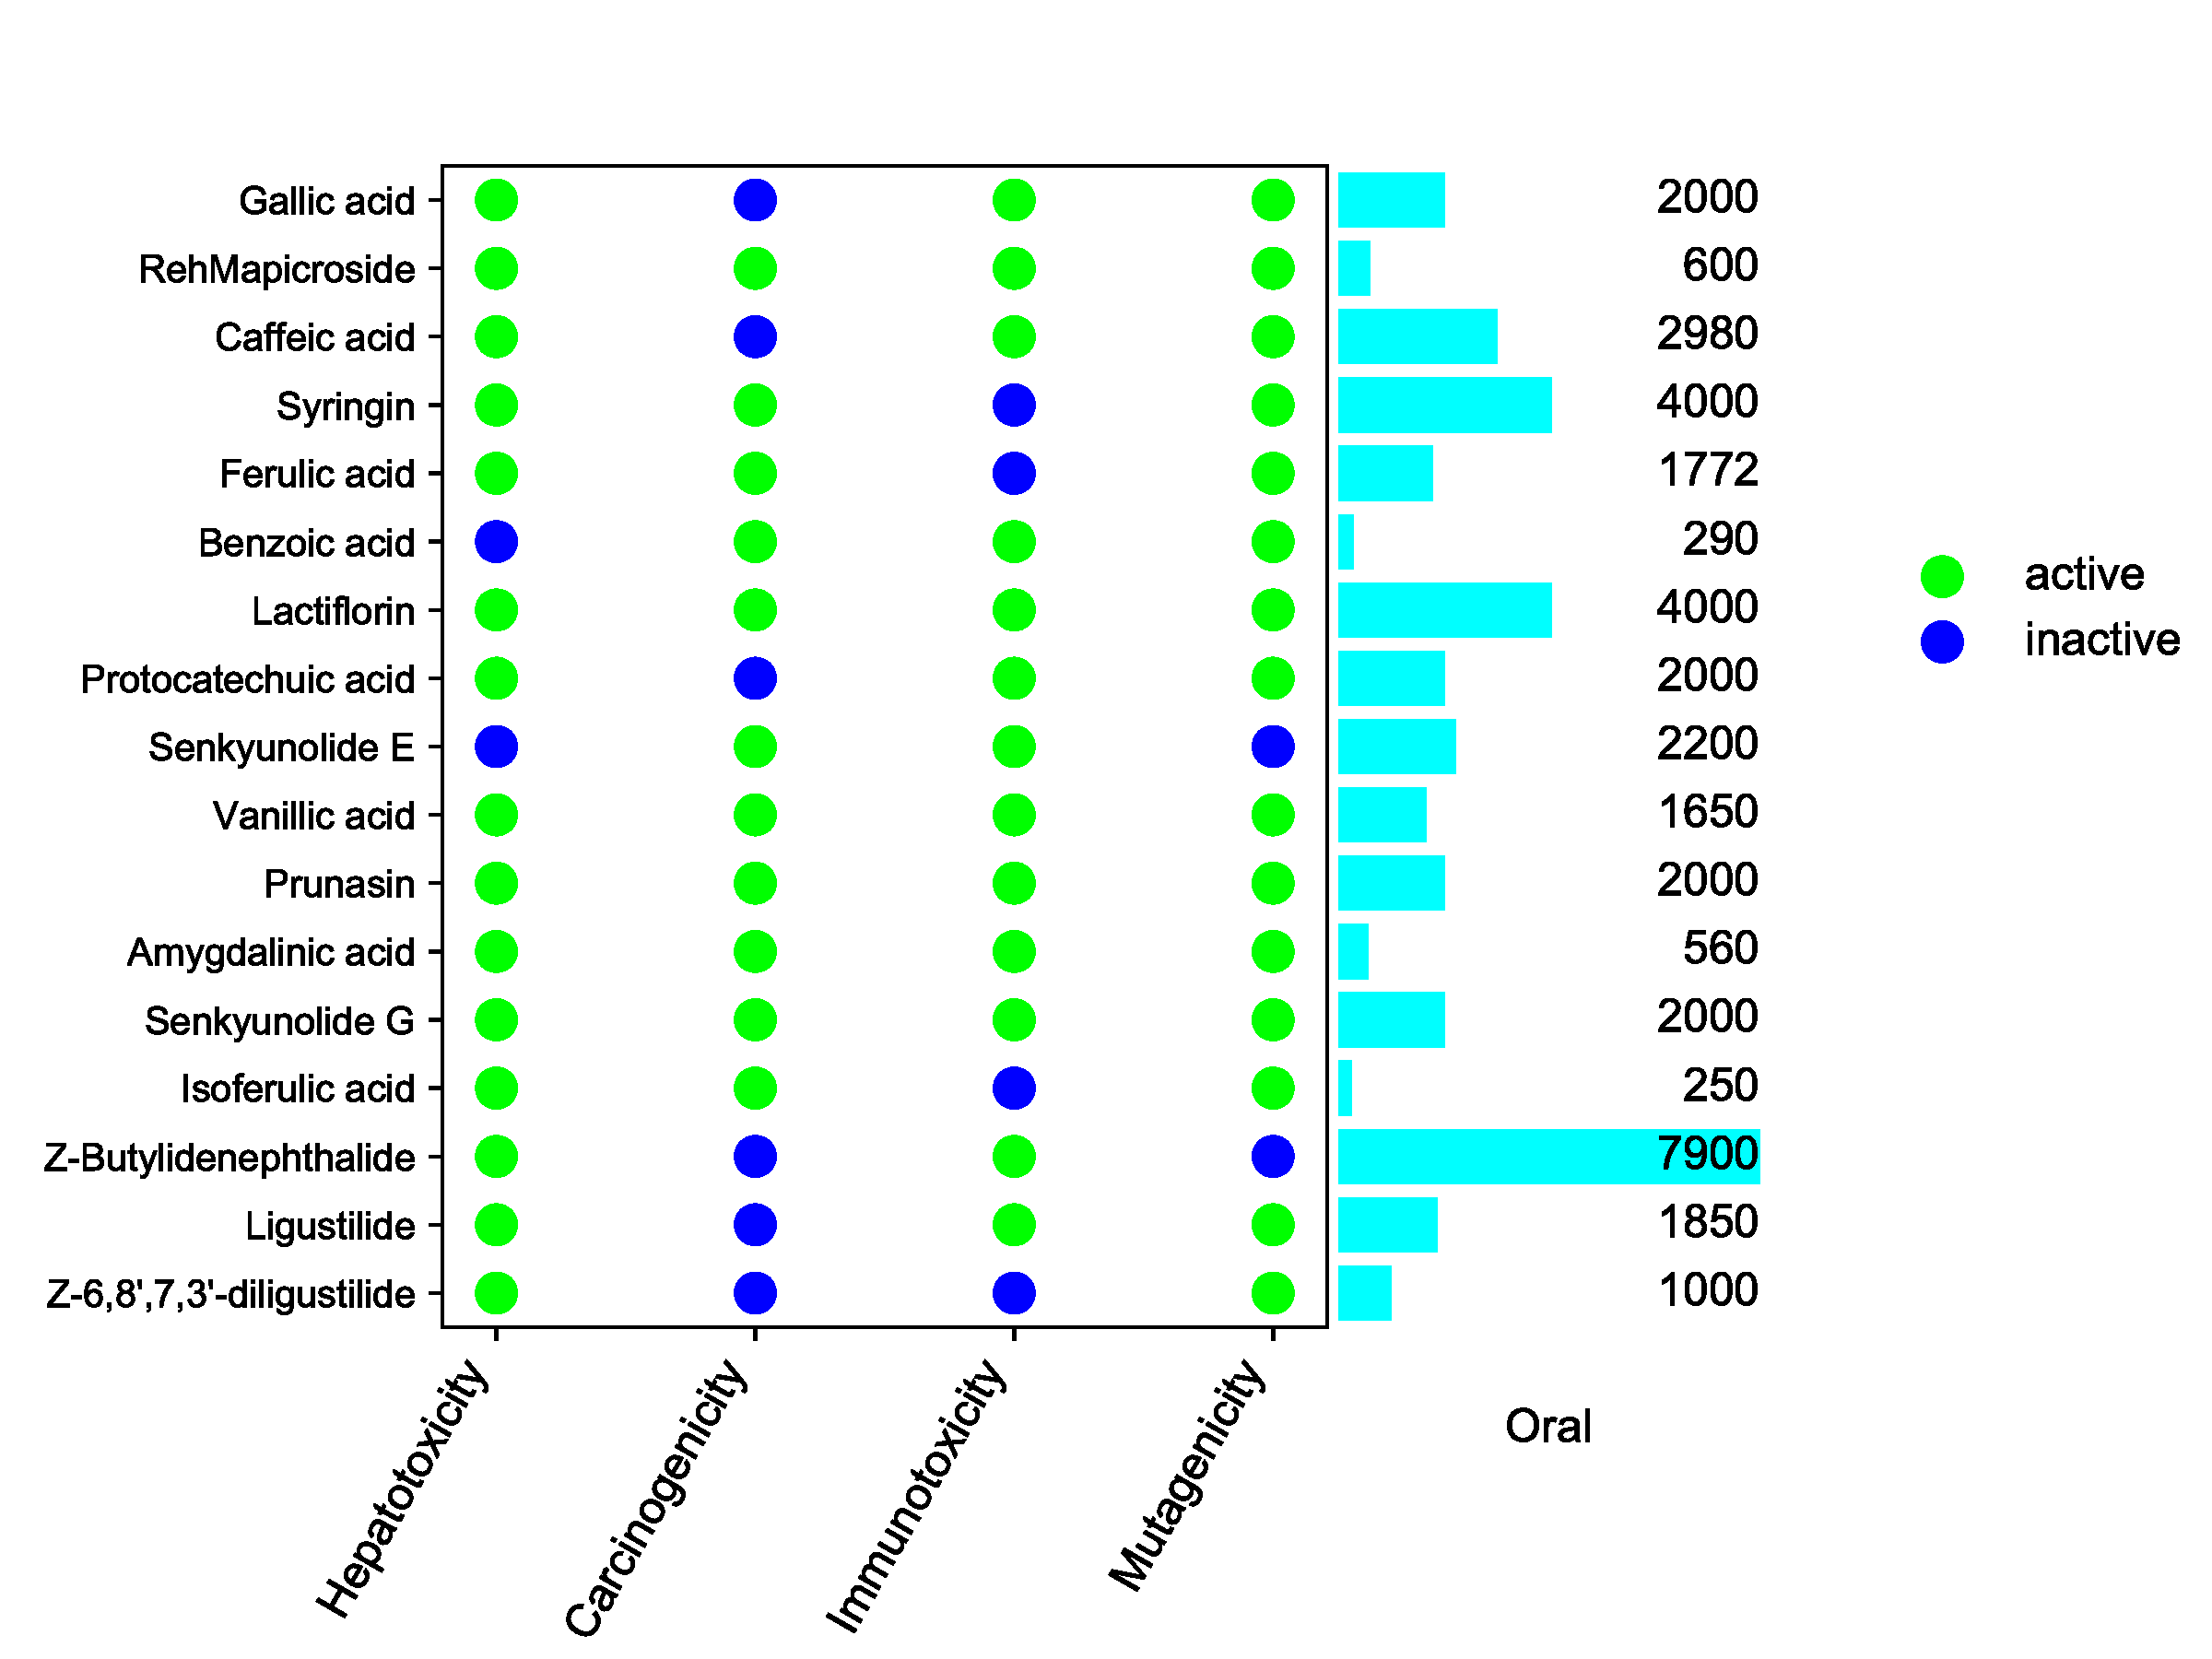 Gallic acid 2000
RehMapicroside 600
Caffeic acid 2980
Syringin 4000
Ferulic acid 1772
Benzoic acid 290
Lactiflorin 4000
Protocatechuic acid 2000
Senkyunolide E 2200
Vanillic acid 1650
Prunasin 2000
Amygdalinic acid 560
Senkyunolide G 2000
Isoferulic acid 250
Z-Butylidenephthalide 7900
Ligustilide 1850
Z-6,8',7,3'-diligustilide 1000
active
inactive
Hepatotoxicity
Carcinogenicity
Immunotoxicity
Mutagenicity
Oral